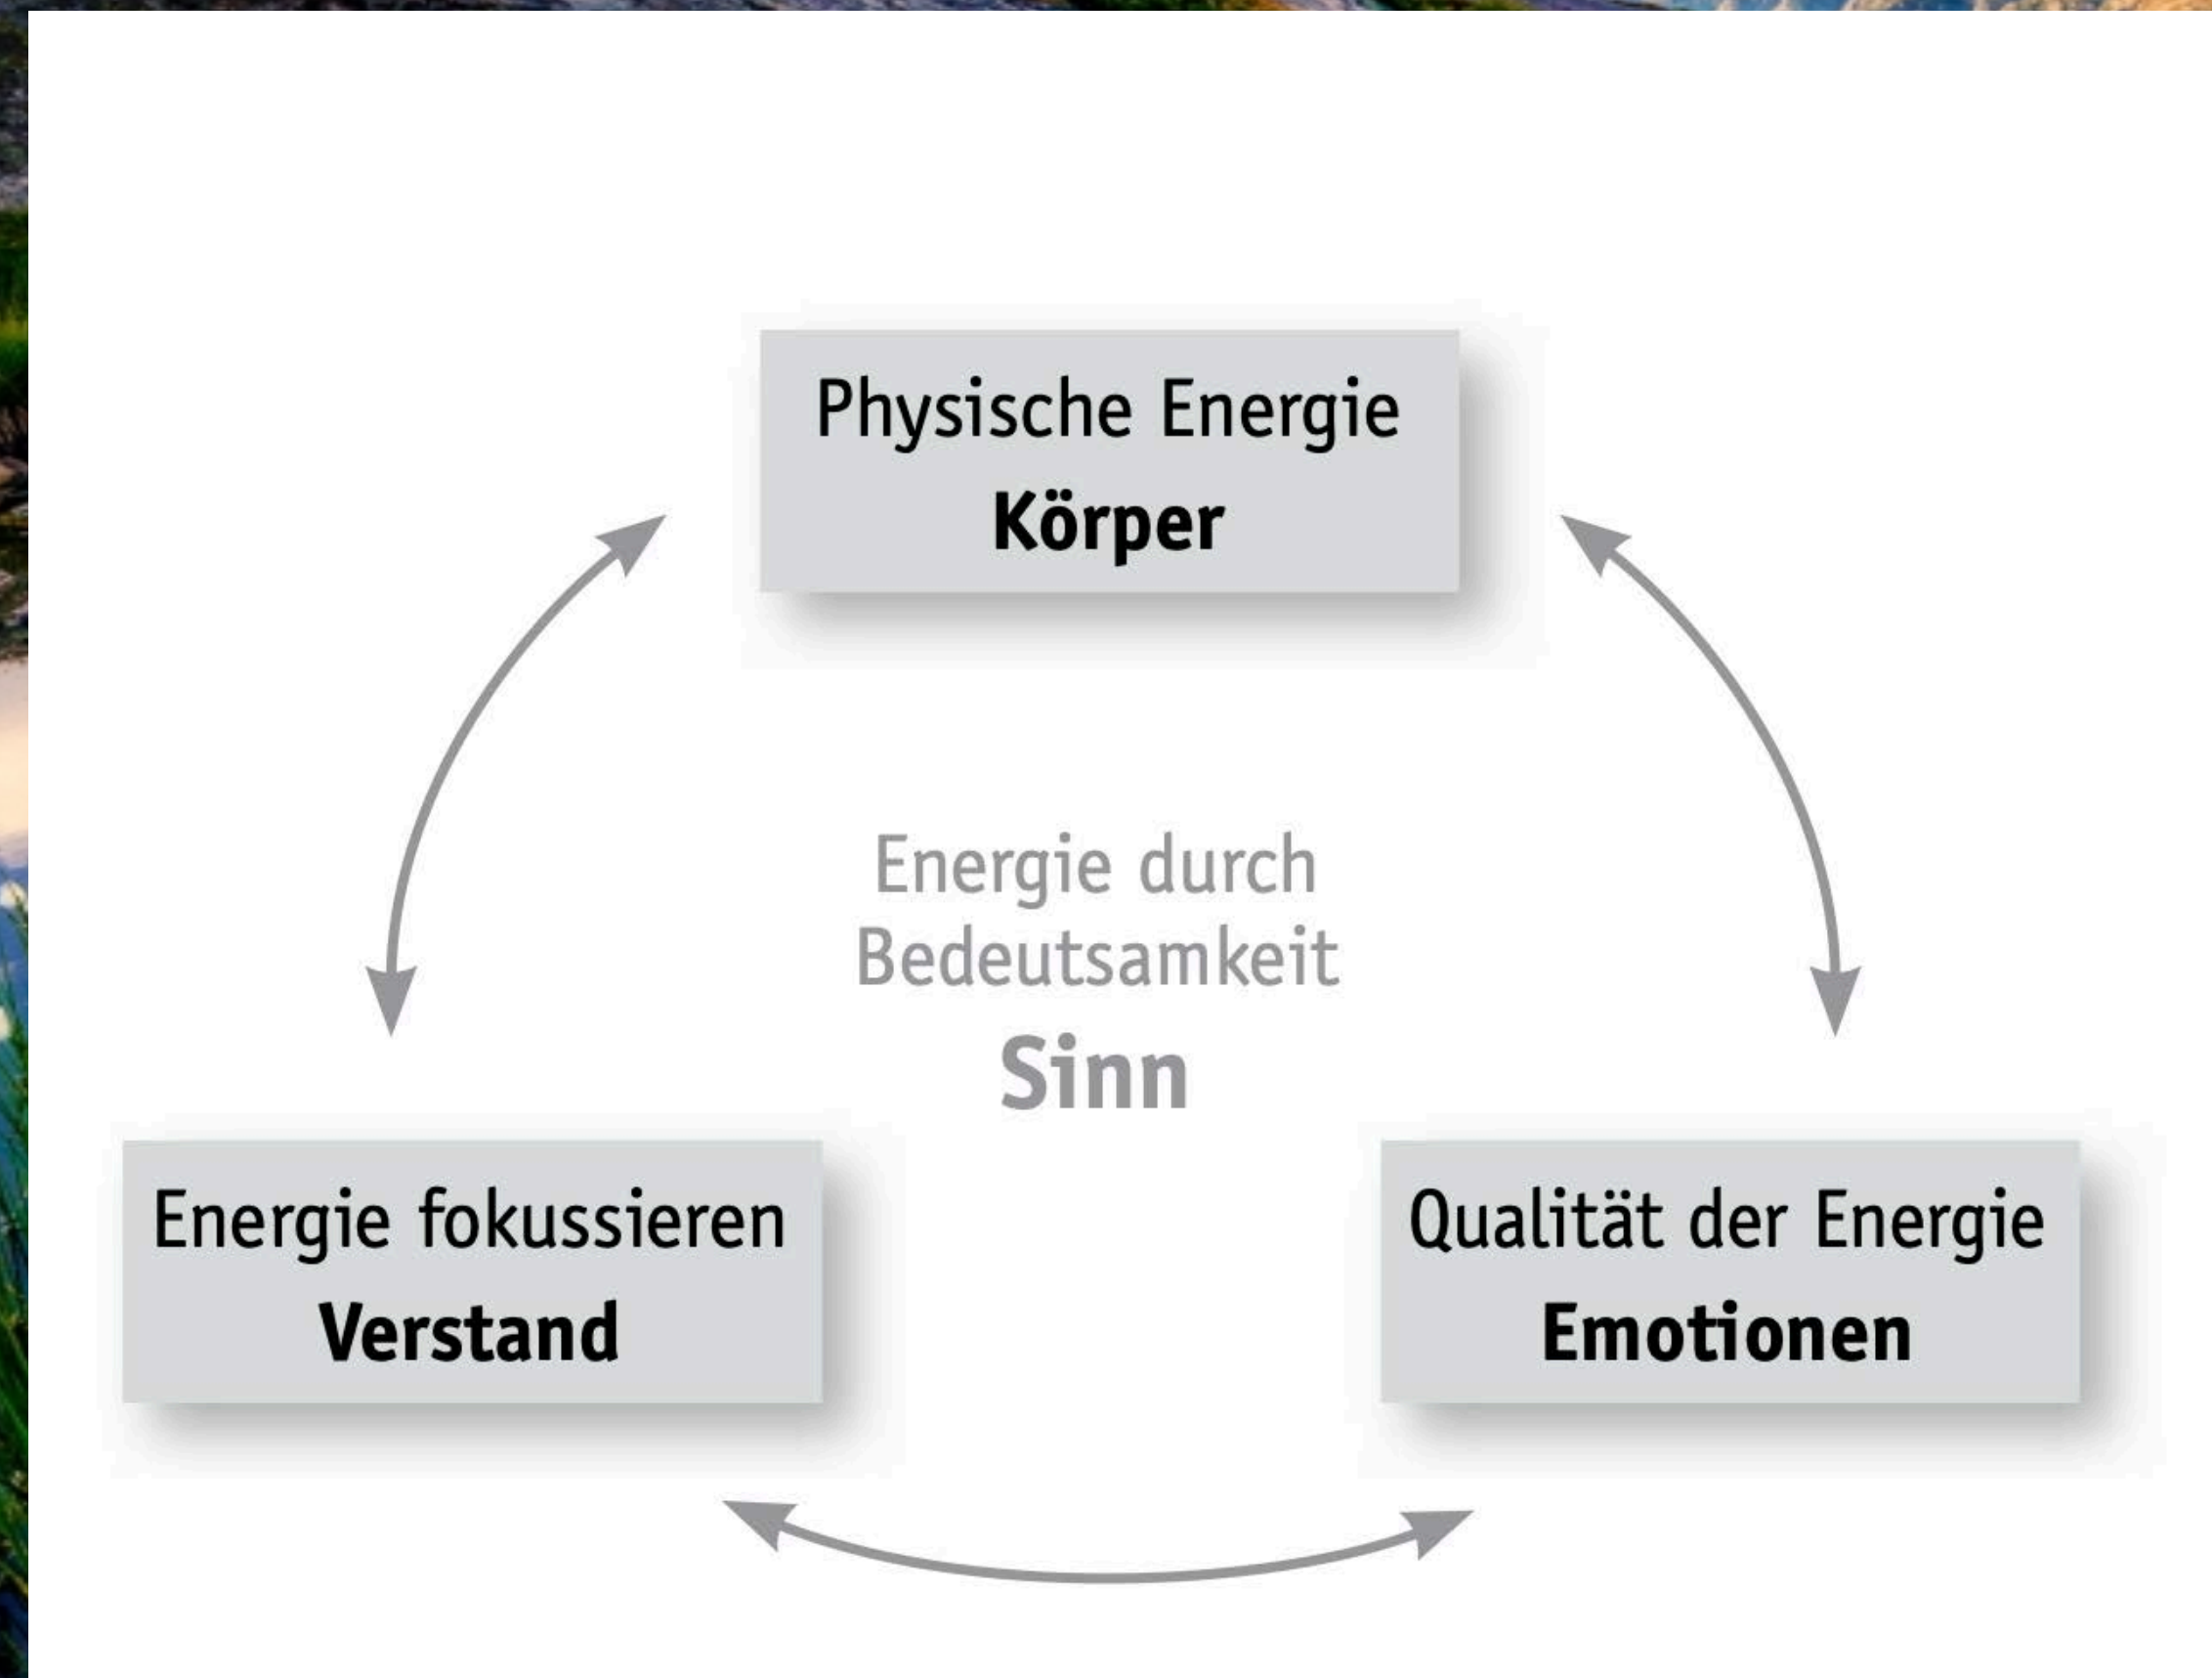 Physische Energie
Körper
Energie durch
Bedeutsamkeit
Sinn
Energie fokussieren
Verstand
Qualität der Energie
Emotionen